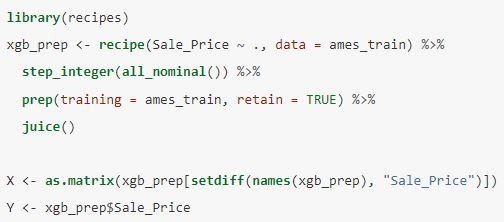 library(recipes)
xgb_prep <- recipe(Sale_Price ~ ., data = ames_train) %>%
  step_integer(all_nominal()) %>%
  prep(training = ames_train, retain = TRUE) %>%
  juice()

X <- as.matrix(xgb_prep[setdiff(names(xgb_prep), "Sale_Price")])
Y <- xgb_prep$Sale_Price